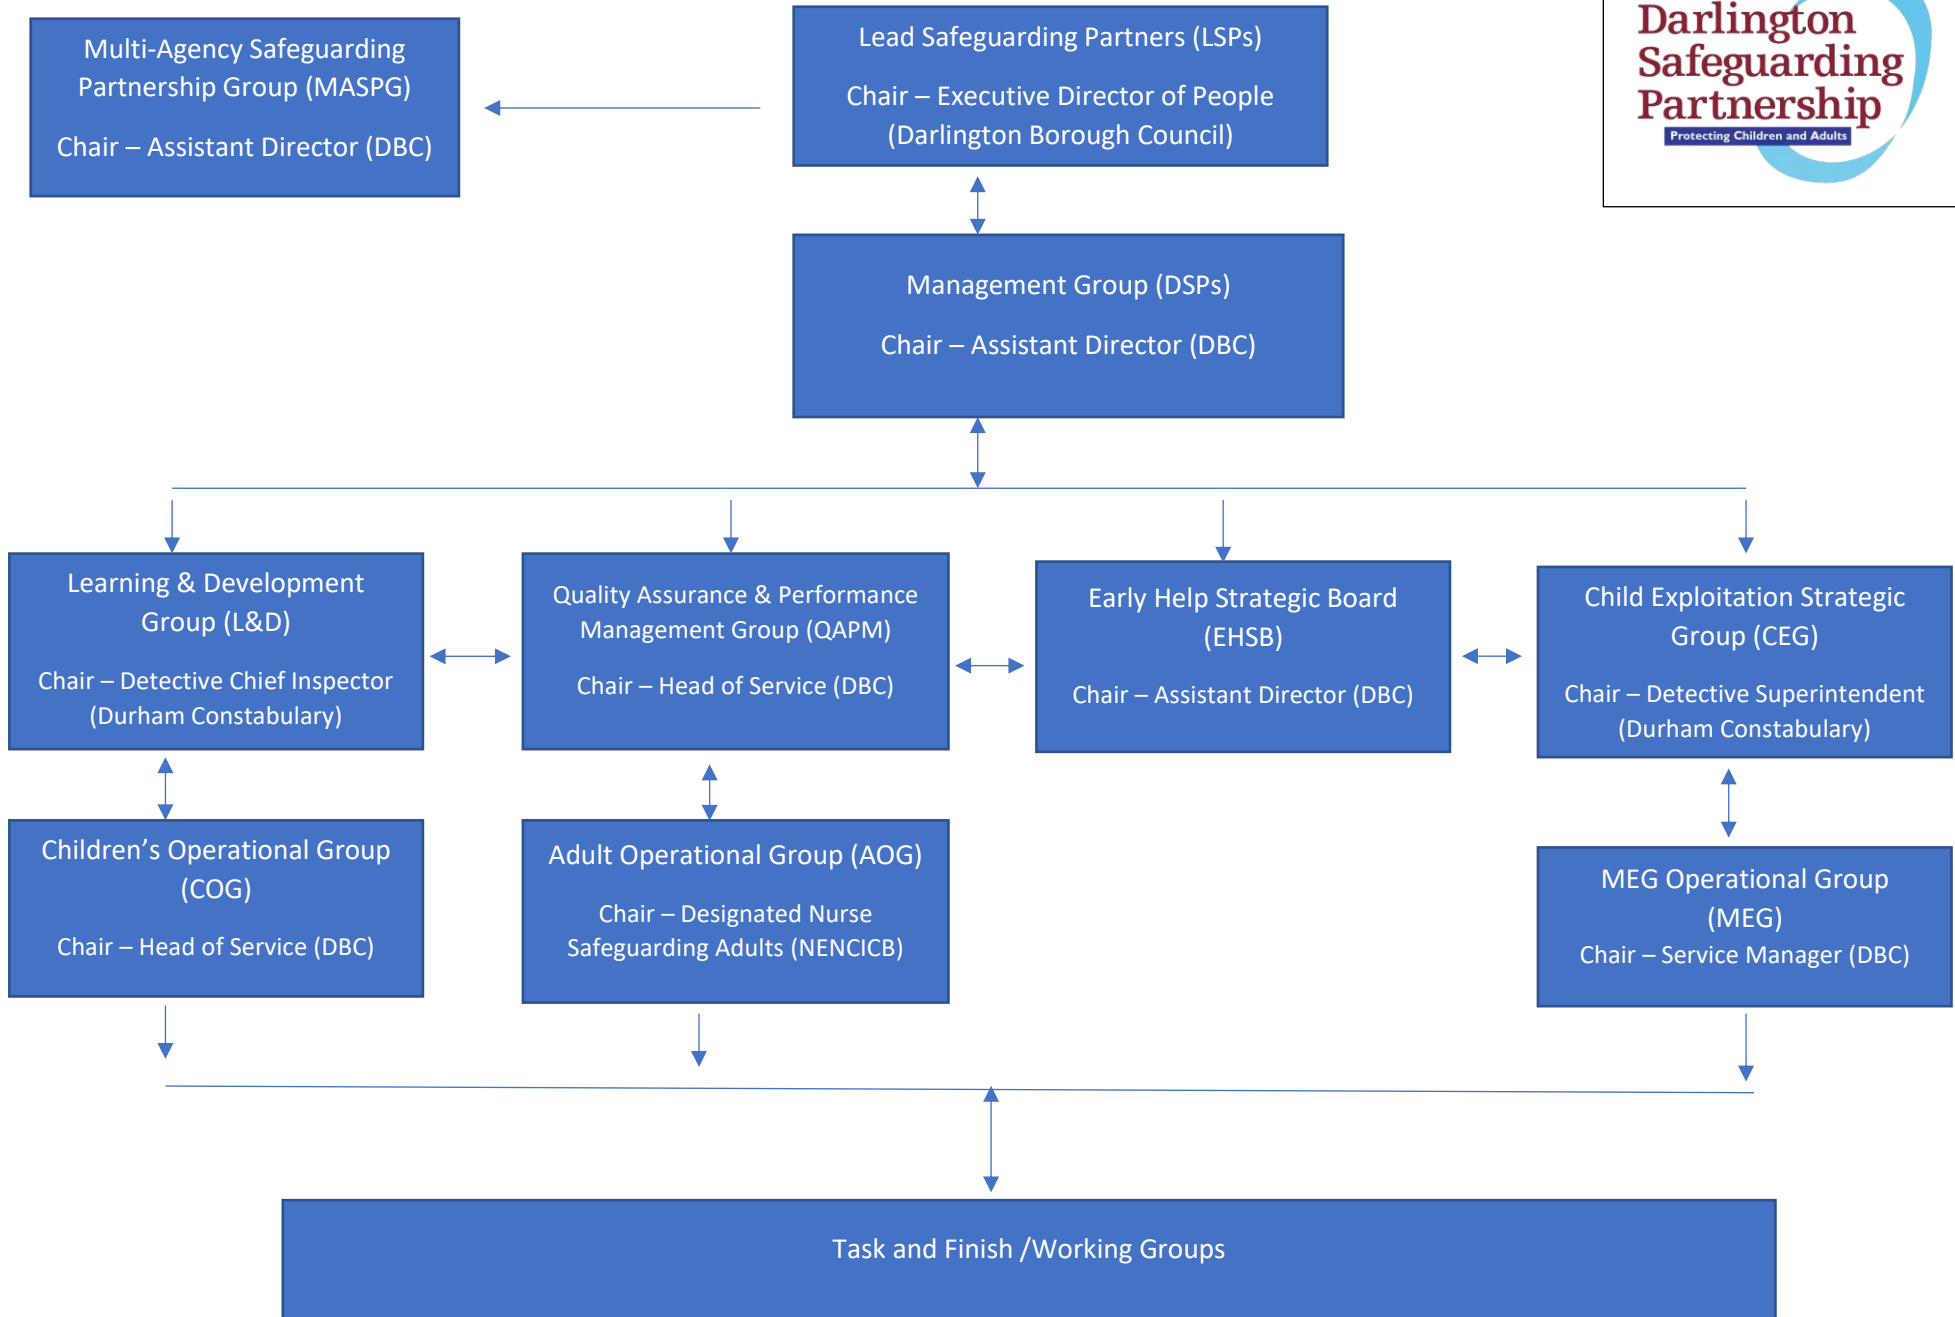 Multi-Agency Safeguarding
Partnership Group (MASPG)
Chair – Assistant Director (DBC)
Lead Safeguarding Partners (LSPs)
Chair – Executive Director of People
(Darlington Borough Council)
Darlington
Safeguarding
Partnership
Protecting Children and Adults
Management Group (DSPs)
Chair – Assistant Director (DBC)
Learning & Development
Group (L&D)
Chair – Detective Chief Inspector
(Durham Constabulary)
Quality Assurance & Performance
Management Group (QAPM)
Chair – Head of Service (DBC)
Early Help Strategic Board
(EHSB)
Chair – Assistant Director (DBC)
Child Exploitation Strategic
Group (CEG)
Chair – Detective Superintendent
(Durham Constabulary)
Children’s Operational Group
(COG)
Chair – Head of Service (DBC)
Adult Operational Group (AOG)
Chair – Designated Nurse
Safeguarding Adults (NENCICB)
MEG Operational Group
(MEG)
Chair – Service Manager (DBC)
Task and Finish /Working Groups